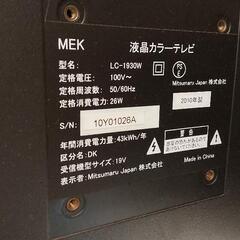 MEK 液晶カラーテレビ
型名: LC-1930W
定格電圧: 100V~
定格周波数: 50/60Hz
定格消費電力: 26W
PS
E
Mitsumaru Japan 株式会社
S/N: 10Y01026A
2010年製
警告
年間消費電力量: 43kWh/年
区分名: DK
受信機型サイズ: 19V
表示者: Mitsumaru Japan 株式会社
Made in China